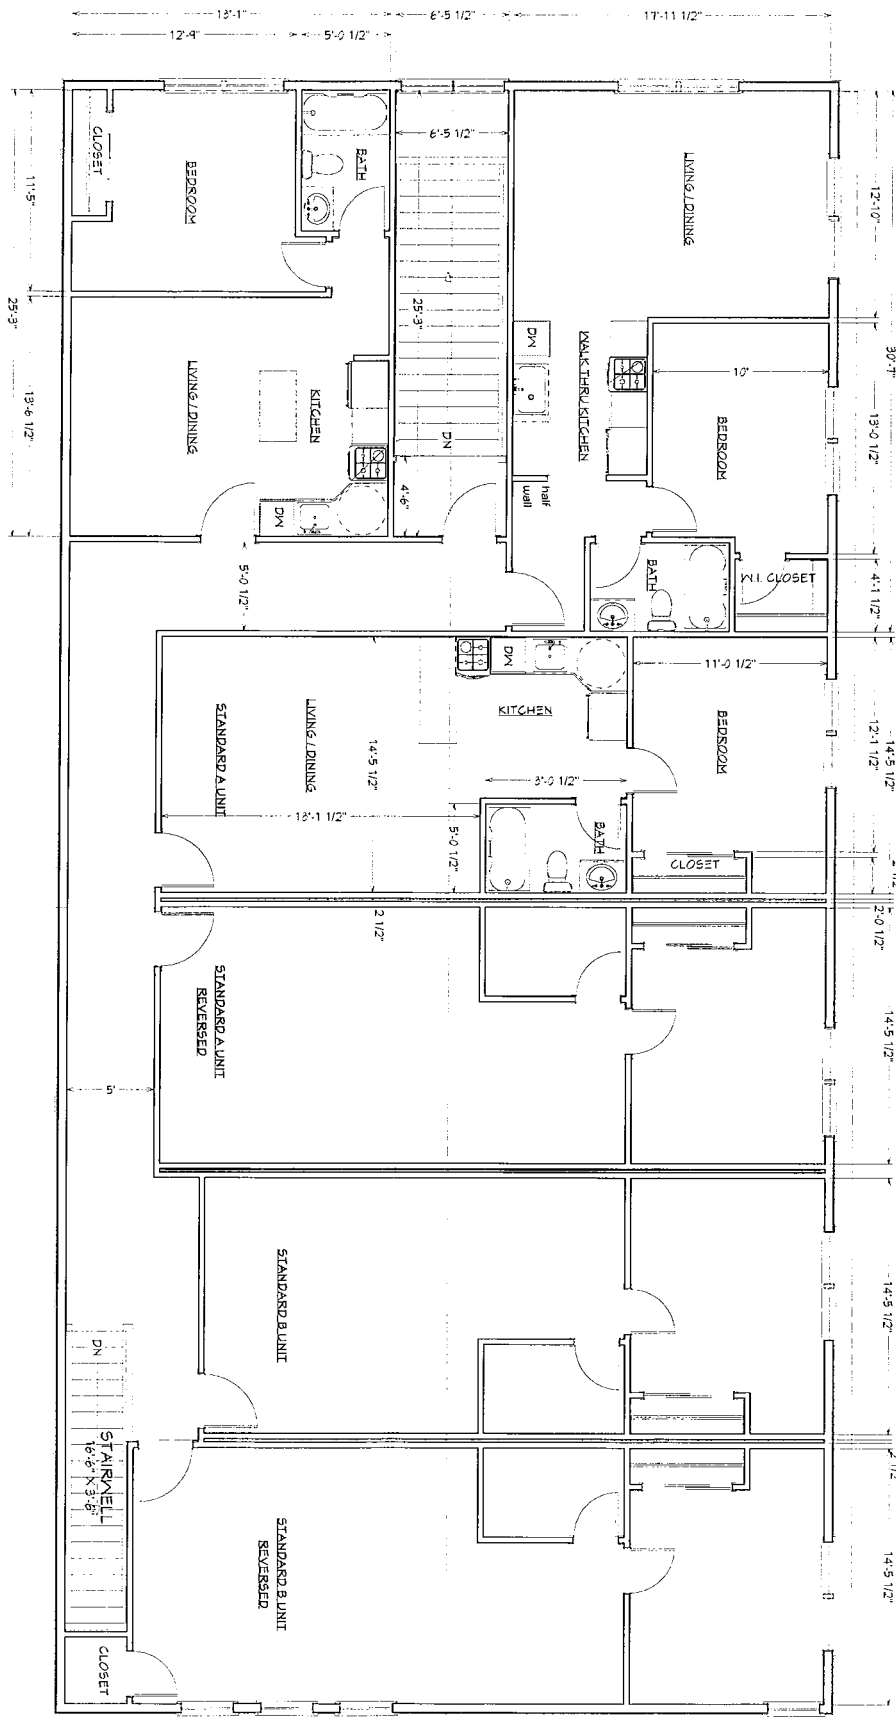 13'-1"
6'-5 1/2"
17'-11 1/2"
12'-9"
5'-0 1/2"
CLOSET
BEDROOM
BATH
6'-5 1/2"
LIVING / DINING
11'-5"
12'-10"
25'-3"
25'-3"
30'-7"
DW
WALK THRU KITCHEN
10'
LIVING / DINING
KITCHEN
13'-6 1/2"
BEDROOM
13'-0 1/2"
DN
4'-6"
half
wall
DW
5'-0 1/2"
BATH
W.I. CLOSET
4'-1 1/2"
DW
11'-0 1/2"
STANDARD A UNIT
LIVING / DINING
14'-5 1/2"
KITCHEN
BEDROOM
12'-1 1/2"
14'-5 1/2"
13'-1 1/2"
5'-0 1/2"
BATH
CLOSET
2 1/2"
2'-0 1/2"
STANDARD A UNIT
REVERSED
14'-5 1/2"
5'
STANDARD B UNIT
14'-5 1/2"
DN
STAIRWELL
16'-6" X 3'-6"
STANDARD B UNIT
REVERSED
14'-5 1/2"
CLOSET